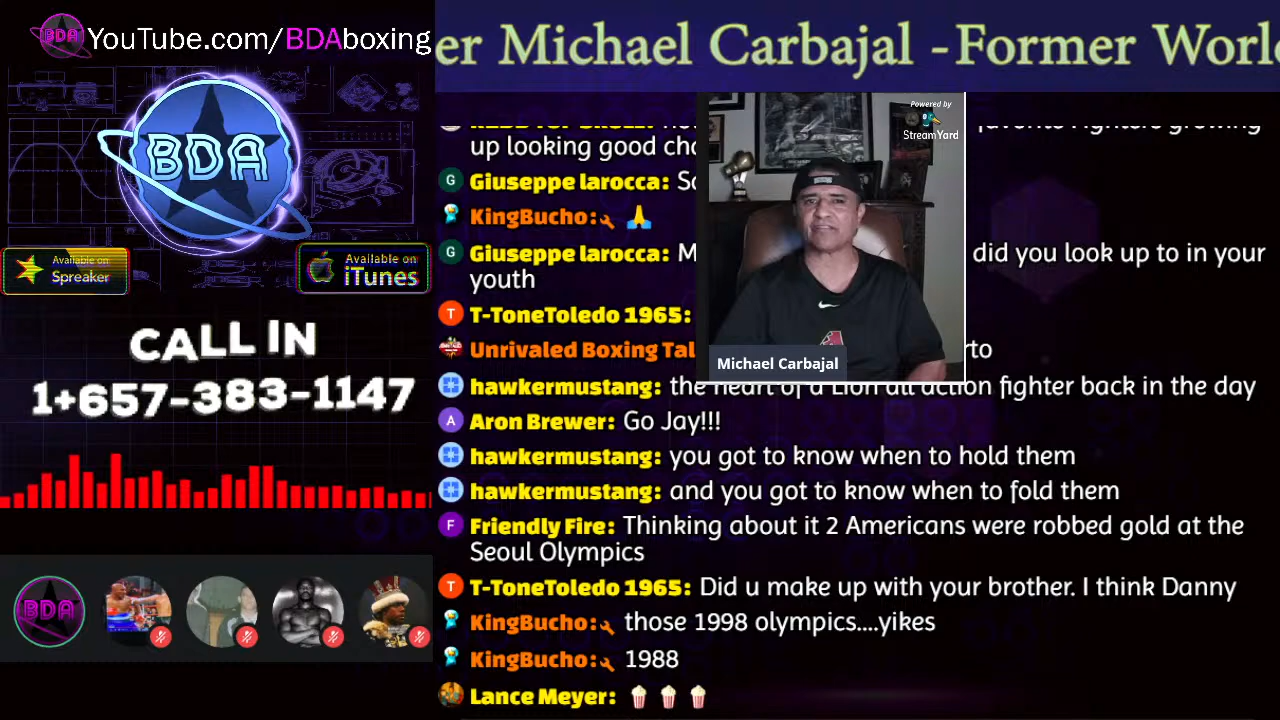 BDA YouTube.com/BDAboxing
BDA
Available on
Spreaker
Available on
iTunes
CALL IN
1+657-383-1147
BDA
er Michael Carbajal - Former World
Powered by
StreamYard
favorite fighters growing
up looking good
Giuseppe larocca:
KingBucho: 🙏
Giuseppe larocca: M did you look up to in your
youth
T-ToneToledo 1965:
Unrivaled Boxing Tal rto
Michael Carbajal
hawkermustang: the heart of a Lion all action fighter back in the day
Aron Brewer: Go Jay!!!
hawkermustang: you got to know when to hold them
hawkermustang: and you got to know when to fold them
Friendly Fire: Thinking about it 2 Americans were robbed gold at the
Seoul Olympics
T-ToneToledo 1965: Did u make up with your brother. I think Danny
KingBucho: those 1998 olympics....yikes
KingBucho: 1988
Lance Meyer: 🍿 🍿 🍿